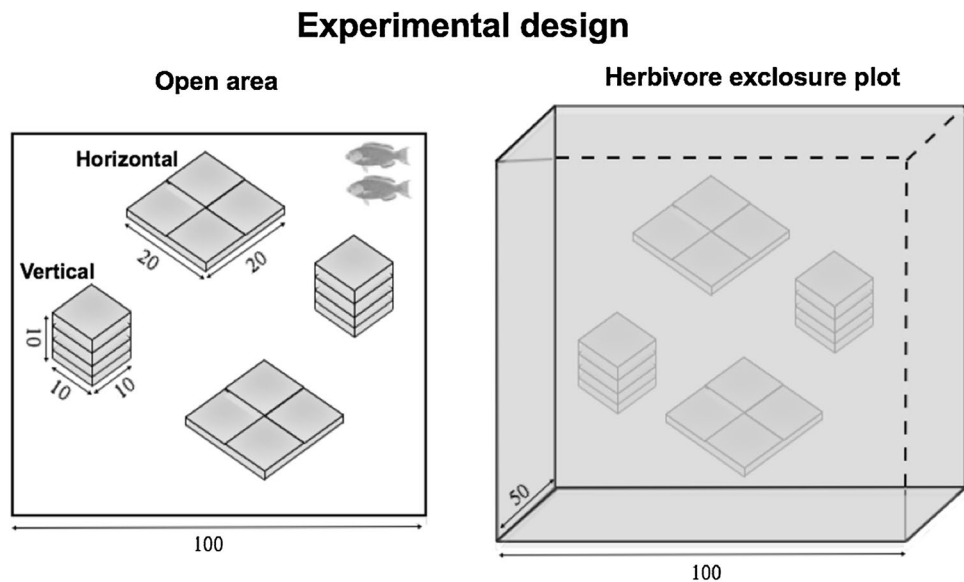 Experimental design
Open area
Herbivore exclosure plot
Horizontal
20
20
Vertical
10
10
10
100
50
100